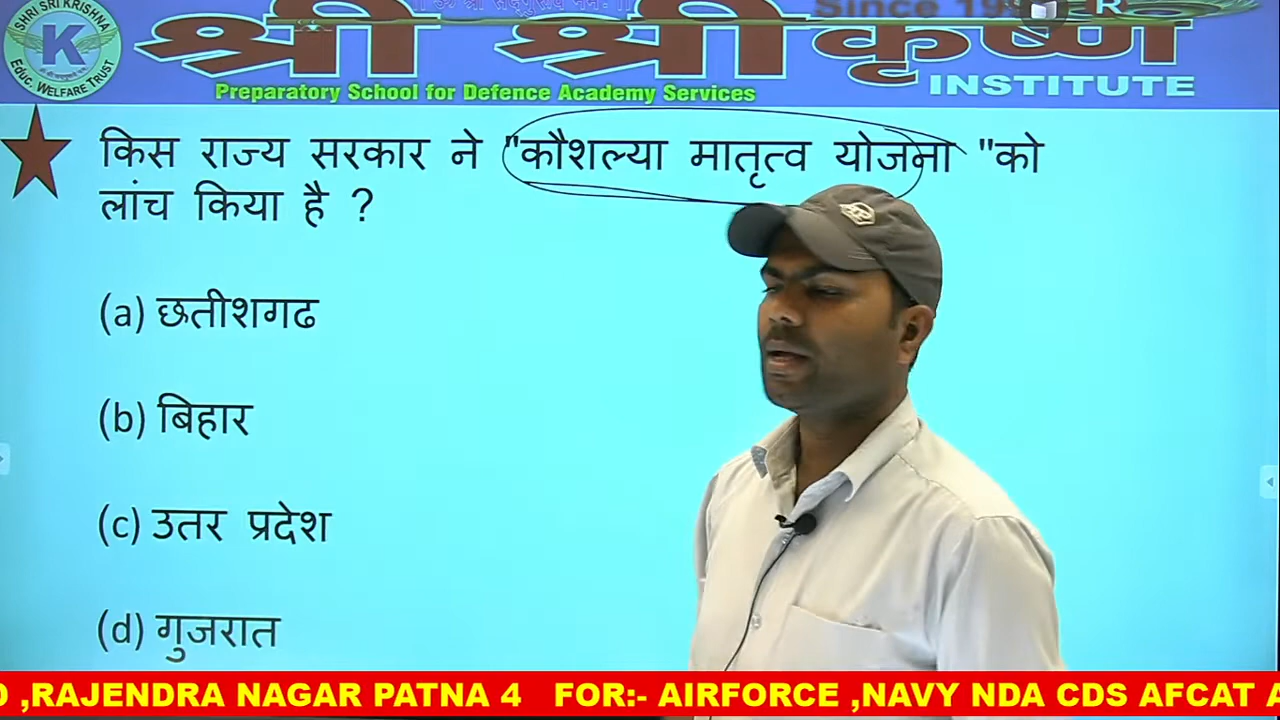 SHRI SRI KRISHNA
K
Educ. WELFARE TRUST
Since
R
श्री श्रीकृष्ण
INSTITUTE
Preparatory School for Defence Academy Services
किस राज्य सरकार ने "कौशल्या मातृत्व योजना "को
लांच किया है ?
(a) छतीशगढ
(b) बिहार
(c) उतर प्रदेश
(d) गुजरात
,RAJENDRA NAGAR PATNA 4 FOR:- AIRFORCE ,NAVY NDA CDS AFCAT A